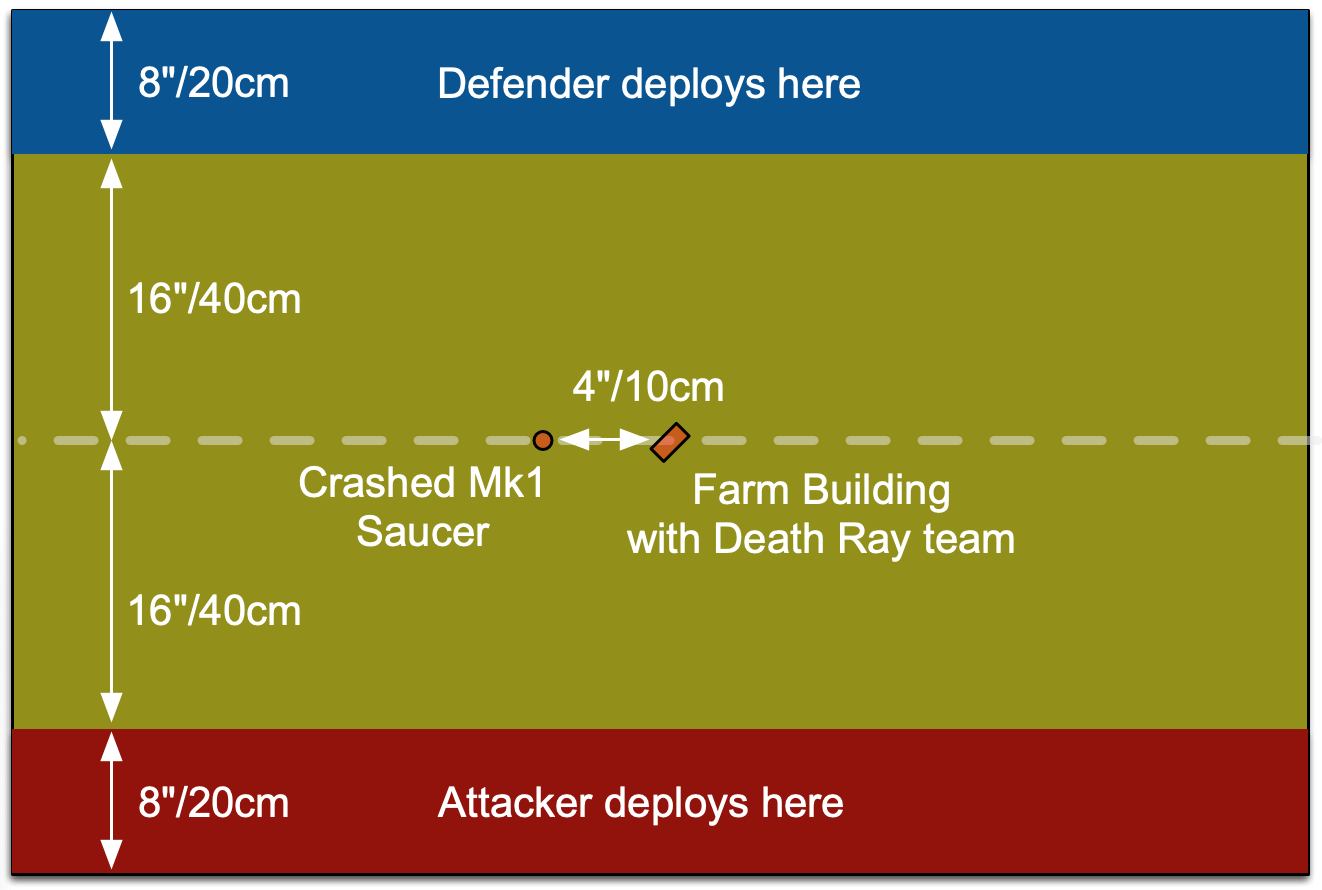 8"/20cm
Defender deploys here
16"/40cm
4"/10cm
Crashed Mk1
Saucer
Farm Building
with Death Ray team
16"/40cm
8"/20cm
Attacker deploys here